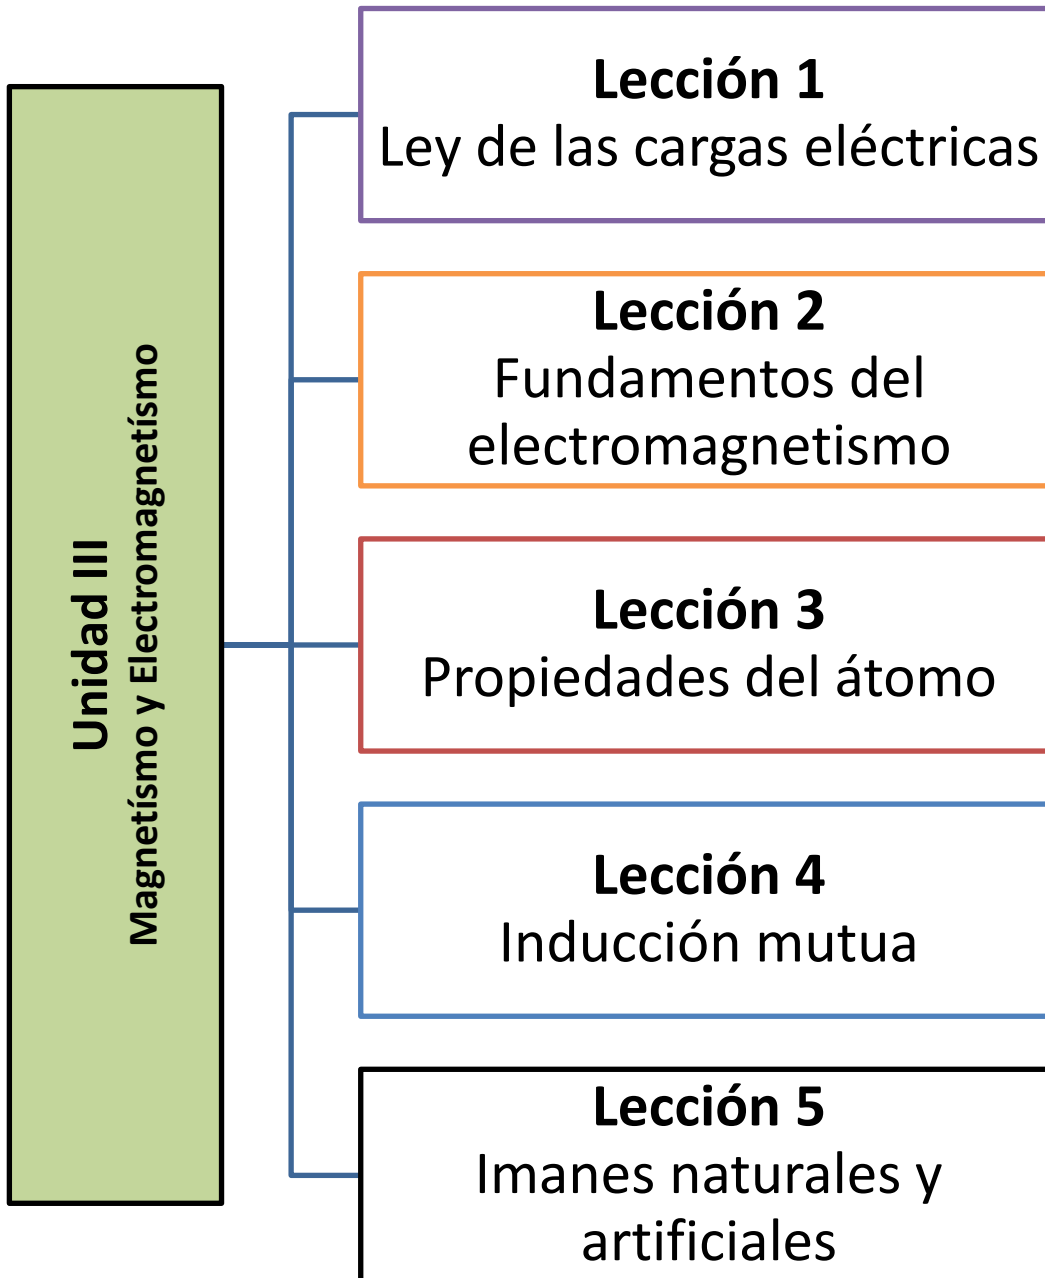 Unidad III
Magnetísmo y Electromagnetísmo
Lección 1
Ley de las cargas eléctricas
Lección 2
Fundamentos del
electromagnetismo
Lección 3
Propiedades del átomo
Lección 4
Inducción mutua
Lección 5
Imanes naturales y
artificiales